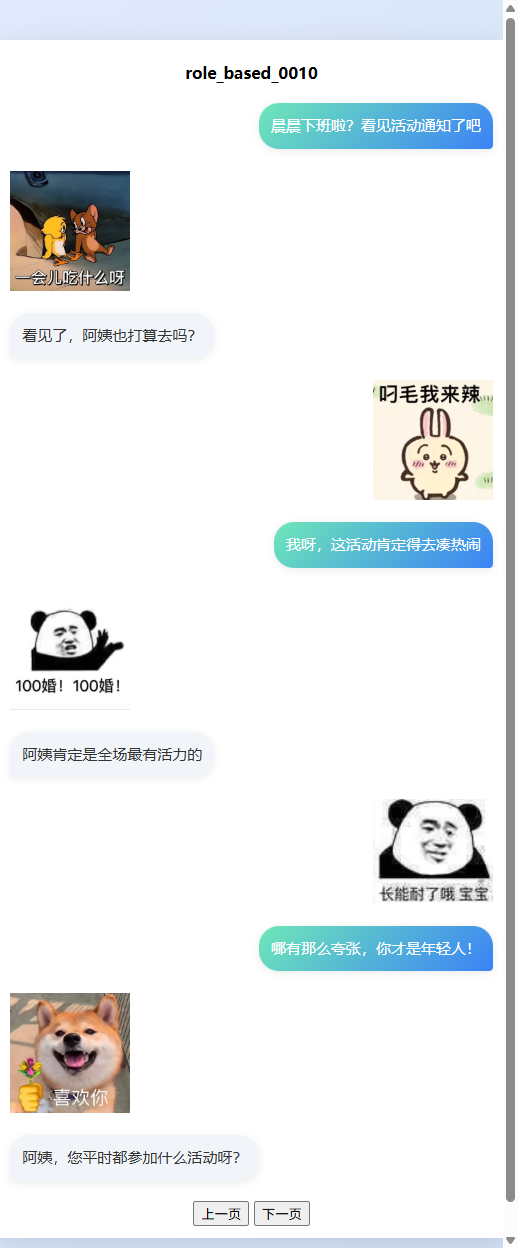 role_based_0010
晨晨下班啦？看见活动通知了吧
一会儿吃什么呀
看见了，阿姨也打算去吗？
叼毛我来辣
我呀，这活动肯定得去凑热闹
100婚！100婚！
阿姨肯定是全场最有活力的
长能耐了哦 宝宝
哪有那么夸张，你才是年轻人！
喜欢你
阿姨，您平时都参加什么活动呀？
上一页 下一页